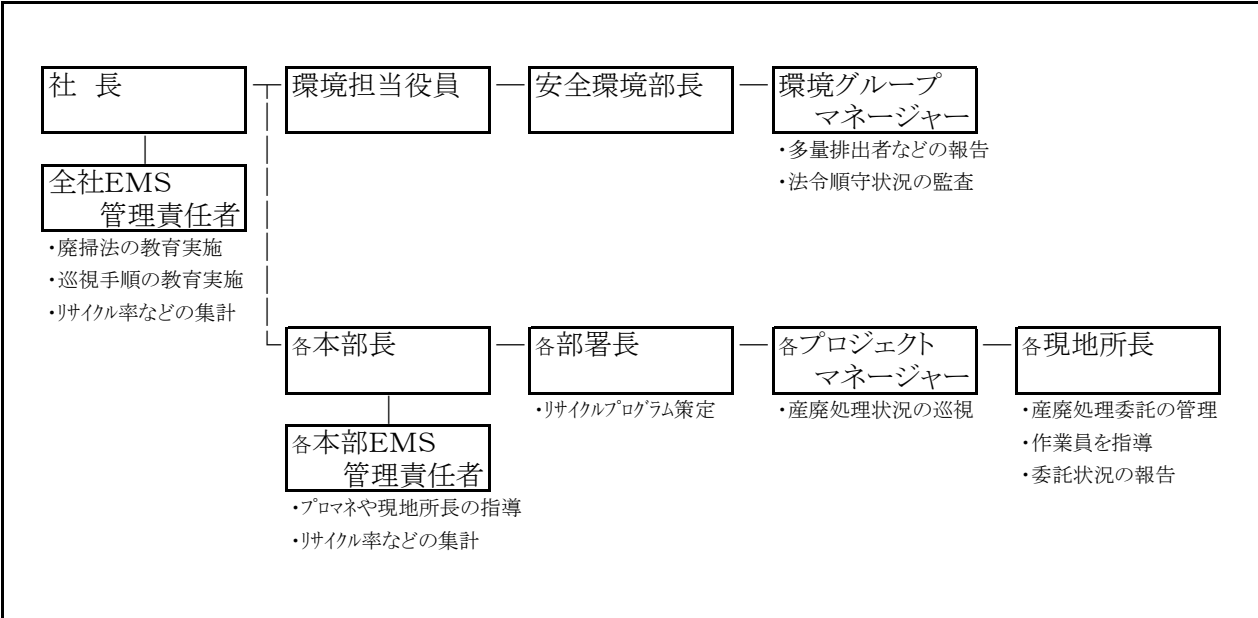 社 長
環境担当役員
安全環境部長
環境グループ
マネージャー
・多量排出者などの報告
・法令順守状況の監査
全社EMS
管理責任者
・廃掃法の教育実施
・巡視手順の教育実施
・ﾘｻｲｸﾙ率などの集計
各本部長
各部署長
・ﾘｻｲｸﾙﾌﾟﾛｸﾞﾗﾑ策定
各プロジェクト
マネージャー
・産廃処理状況の巡視
各現地所長
・産廃処理委託の管理
・作業員を指導
・委託状況の報告
各本部EMS
管理責任者
・ﾌﾟﾛﾏﾈや現地所長の指導
・ﾘｻｲｸﾙ率などの集計